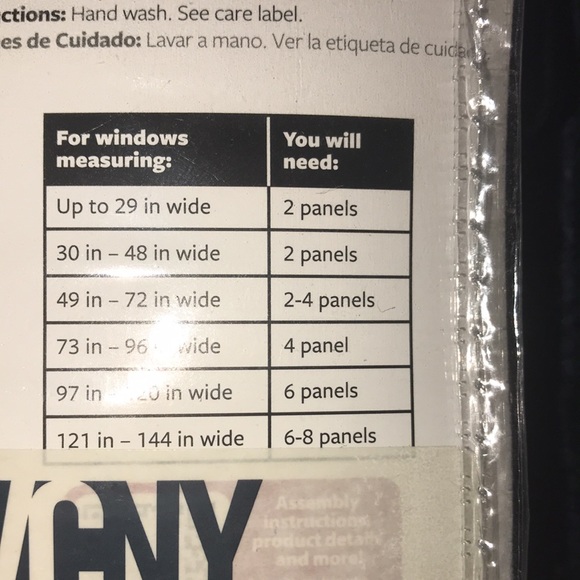 ctions: Hand wash. See care label.
es de Cuidado: Lavar a mano. Ver la etiqueta de cuida
For windows measuring: You will need:
Up to 29 in wide 2 panels
30 in – 48 in wide 2 panels
49 in – 72 in wide 2-4 panels
73 in – 96 wide 4 panel
97 in 20 in wide 6 panels
121 in – 144 in wide 6-8 panels
CNY
Assembly
instructions,
product details
and more!